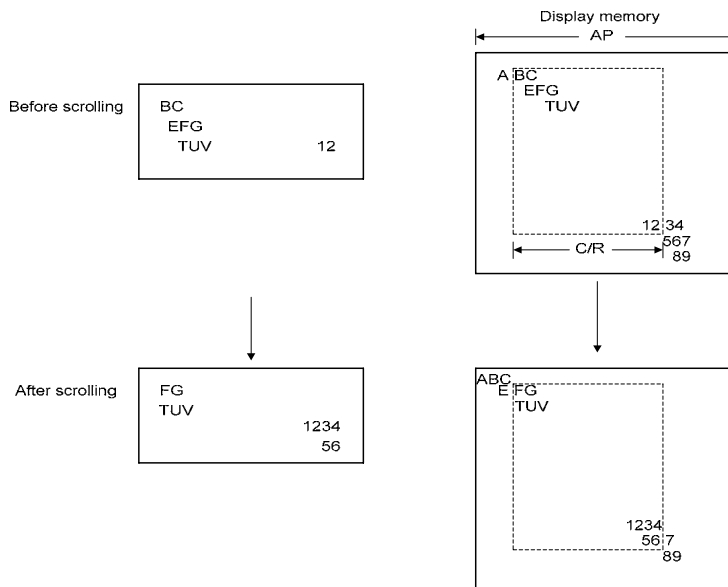 Display memory
AP
Before scrolling
BC
EFG
TUV 12
A BC
EFG
TUV
12 34
567
89
C/R
After scrolling
FG
TUV
1234
56
ABC
E FG
TUV
1234
56 7
89